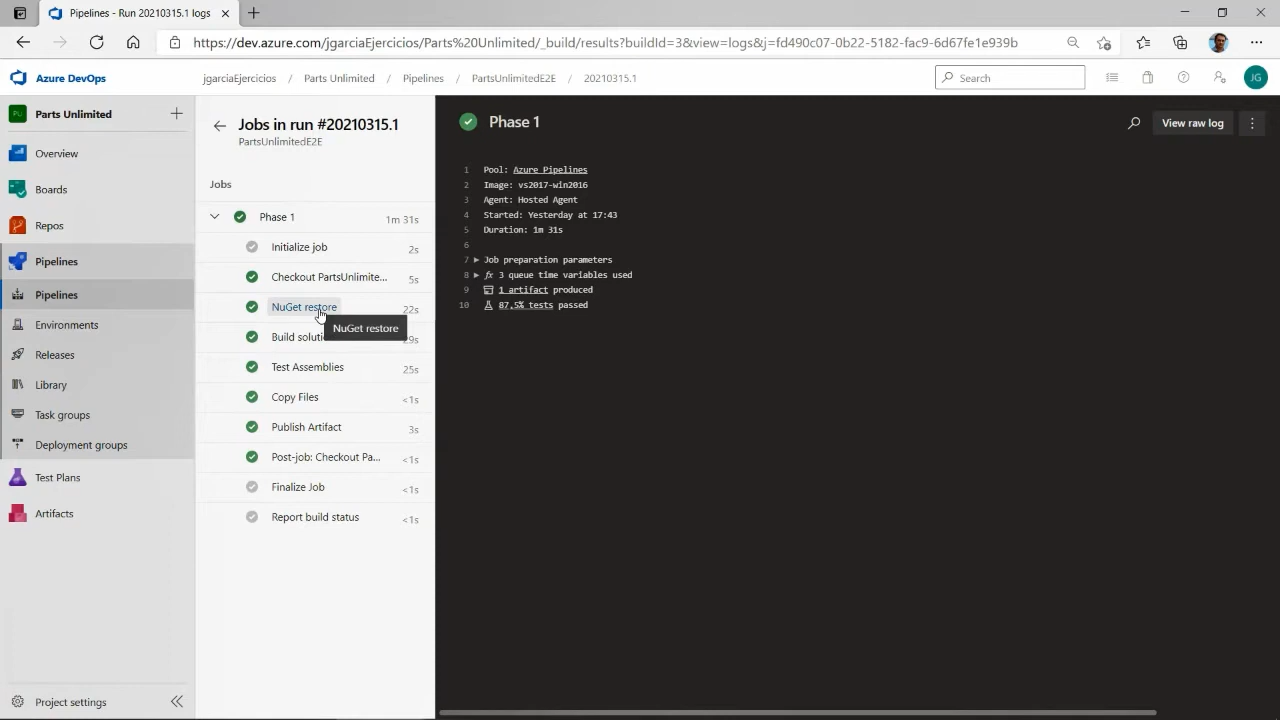 Pipelines - Run 20210315.1 logs
https://dev.azure.com/jgarciaEjercicios/Parts%20Unlimited/_build/results?buildId=3&view=logs&j=fd490c07-0b22-5182-fac9-6d67fe1e939b
Azure DevOps
jgarciaEjercicios / Parts Unlimited / Pipelines / PartsUnlimitedE2E / 20210315.1
Search
JG
PU Parts Unlimited
Overview
Boards
Repos
Pipelines
Pipelines
Environments
Releases
Library
Task groups
Deployment groups
Test Plans
Artifacts
Project settings
Jobs in run #20210315.1
PartsUnlimitedE2E
Jobs
Phase 1 1m 31s
Initialize job 2s
Checkout PartsUnlimite... 5s
NuGet restore 22s
NuGet restore
Build soluti
Test Assemblies 25s
Copy Files <1s
Publish Artifact 3s
Post-job: Checkout Pa... <1s
Finalize Job <1s
Report build status <1s
Phase 1
View raw log
1 Pool: Azure Pipelines
2 Image: vs2017-win2016
3 Agent: Hosted Agent
4 Started: Yesterday at 17:43
5 Duration: 1m 31s
6
7 Job preparation parameters
8 fx 3 queue time variables used
9 1 artifact produced
10 87.5% tests passed